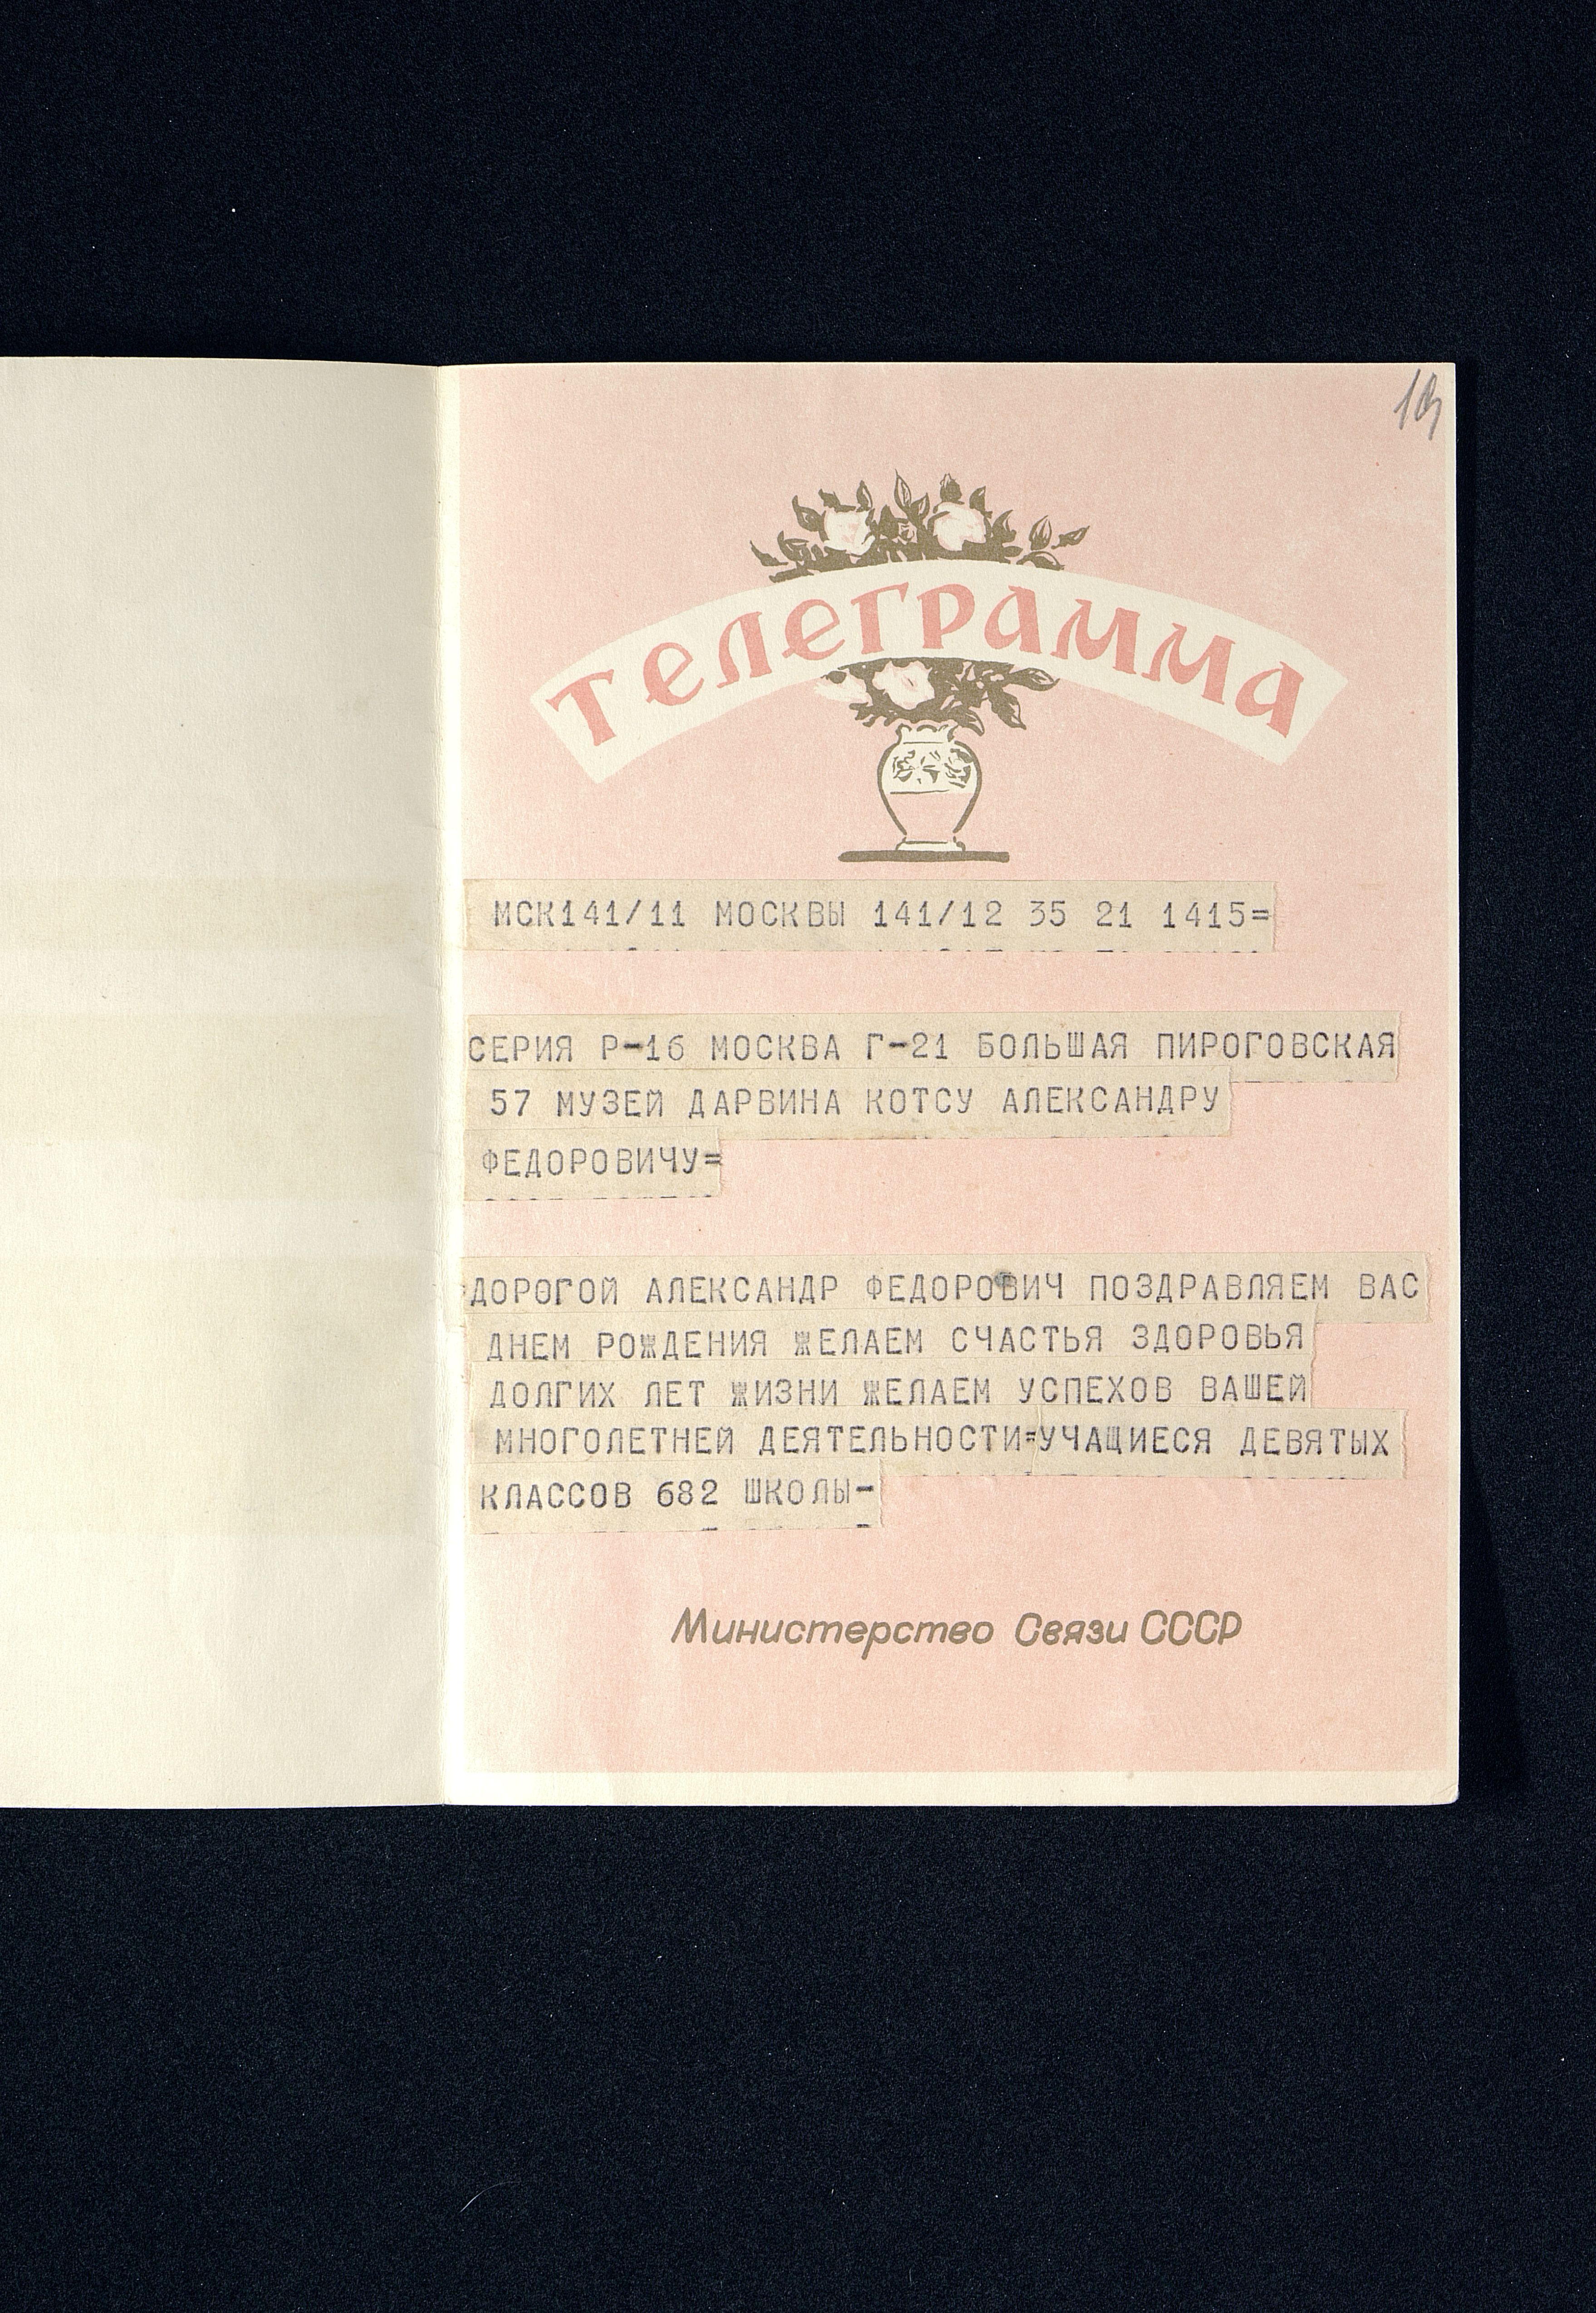 ТЕЛЕГРАММА
МСК141/11 МОСКВЫ 141/12 35 21 1415=
СЕРИЯ Р-16 МОСКВА Г-21 БОЛЬШАЯ ПИРОГОВСКАЯ
57 МУЗЕЙ ДАРВИНА КОТСУ АЛЕКСАНДРУ
ФЕДОРОВИЧУ=
ДОРОГОЙ АЛЕКСАНДР ФЕДОРОВИЧ ПОЗДРАВЛЯЕМ ВАС
ДНЕМ РОЖДЕНИЯ ЖЕЛАЕМ СЧАСТЬЯ ЗДОРОВЬЯ
ДОЛГИХ ЛЕТ ЖИЗНИ ЖЕЛАЕМ УСПЕХОВ ВАШЕЙ
МНОГОЛЕТНЕЙ ДЕЯТЕЛЬНОСТИ=УЧАЩИЕСЯ ДЕВЯТЫХ
КЛАССОВ 682 ШКОЛЫ-
Министерство Связи СССР